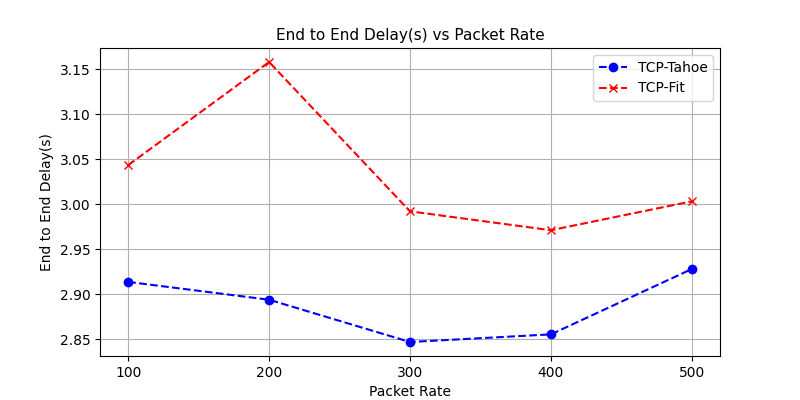 End to End Delay(s) vs Packet Rate
TCP-Tahoe
TCP-Fit
End to End Delay(s)
3.15
3.10
3.05
3.00
2.95
2.90
2.85
100 200 300 400 500
Packet Rate